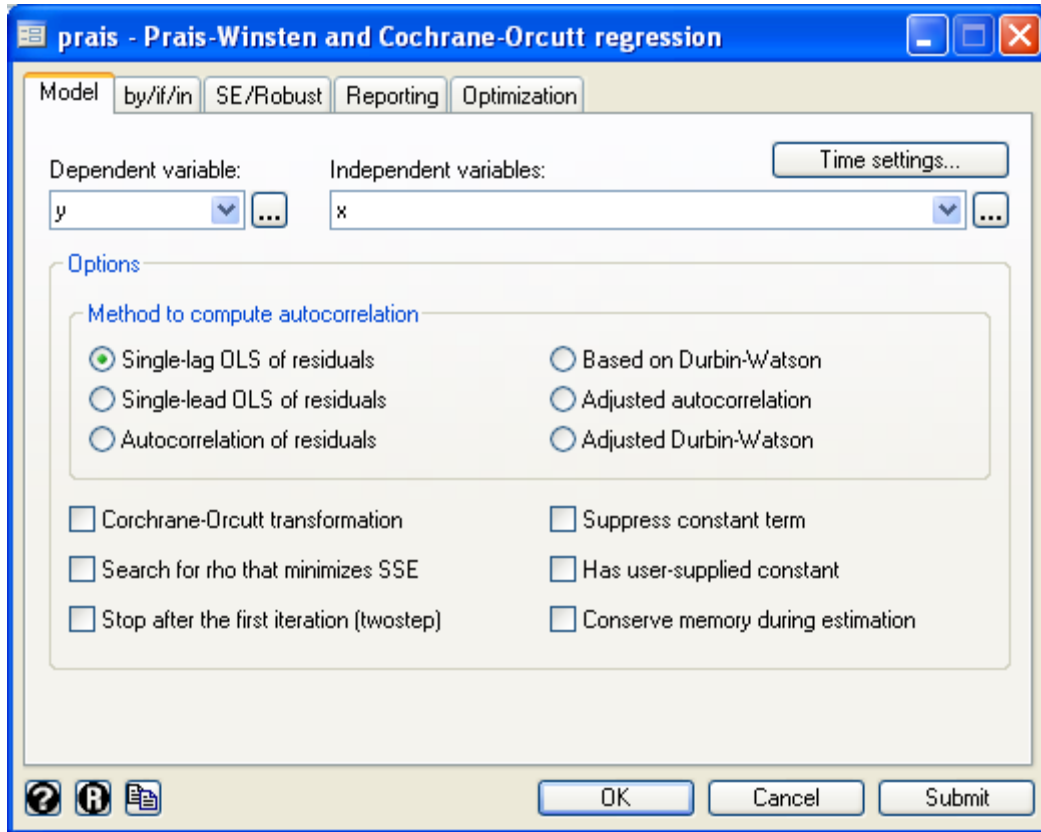 prais - Prais-Winsten and Cochrane-Orcutt regression
Model by/if/in SE/Robust Reporting Optimization
Time settings...
Dependent variable: Independent variables:
y ... x ...
Options
Method to compute autocorrelation
Single-lag OLS of residuals Based on Durbin-Watson
Single-lead OLS of residuals Adjusted autocorrelation
Autocorrelation of residuals Adjusted Durbin-Watson
Corchrane-Orcutt transformation Suppress constant term
Search for rho that minimizes SSE Has user-supplied constant
Stop after the first iteration (twostep) Conserve memory during estimation
? R OK Cancel Submit